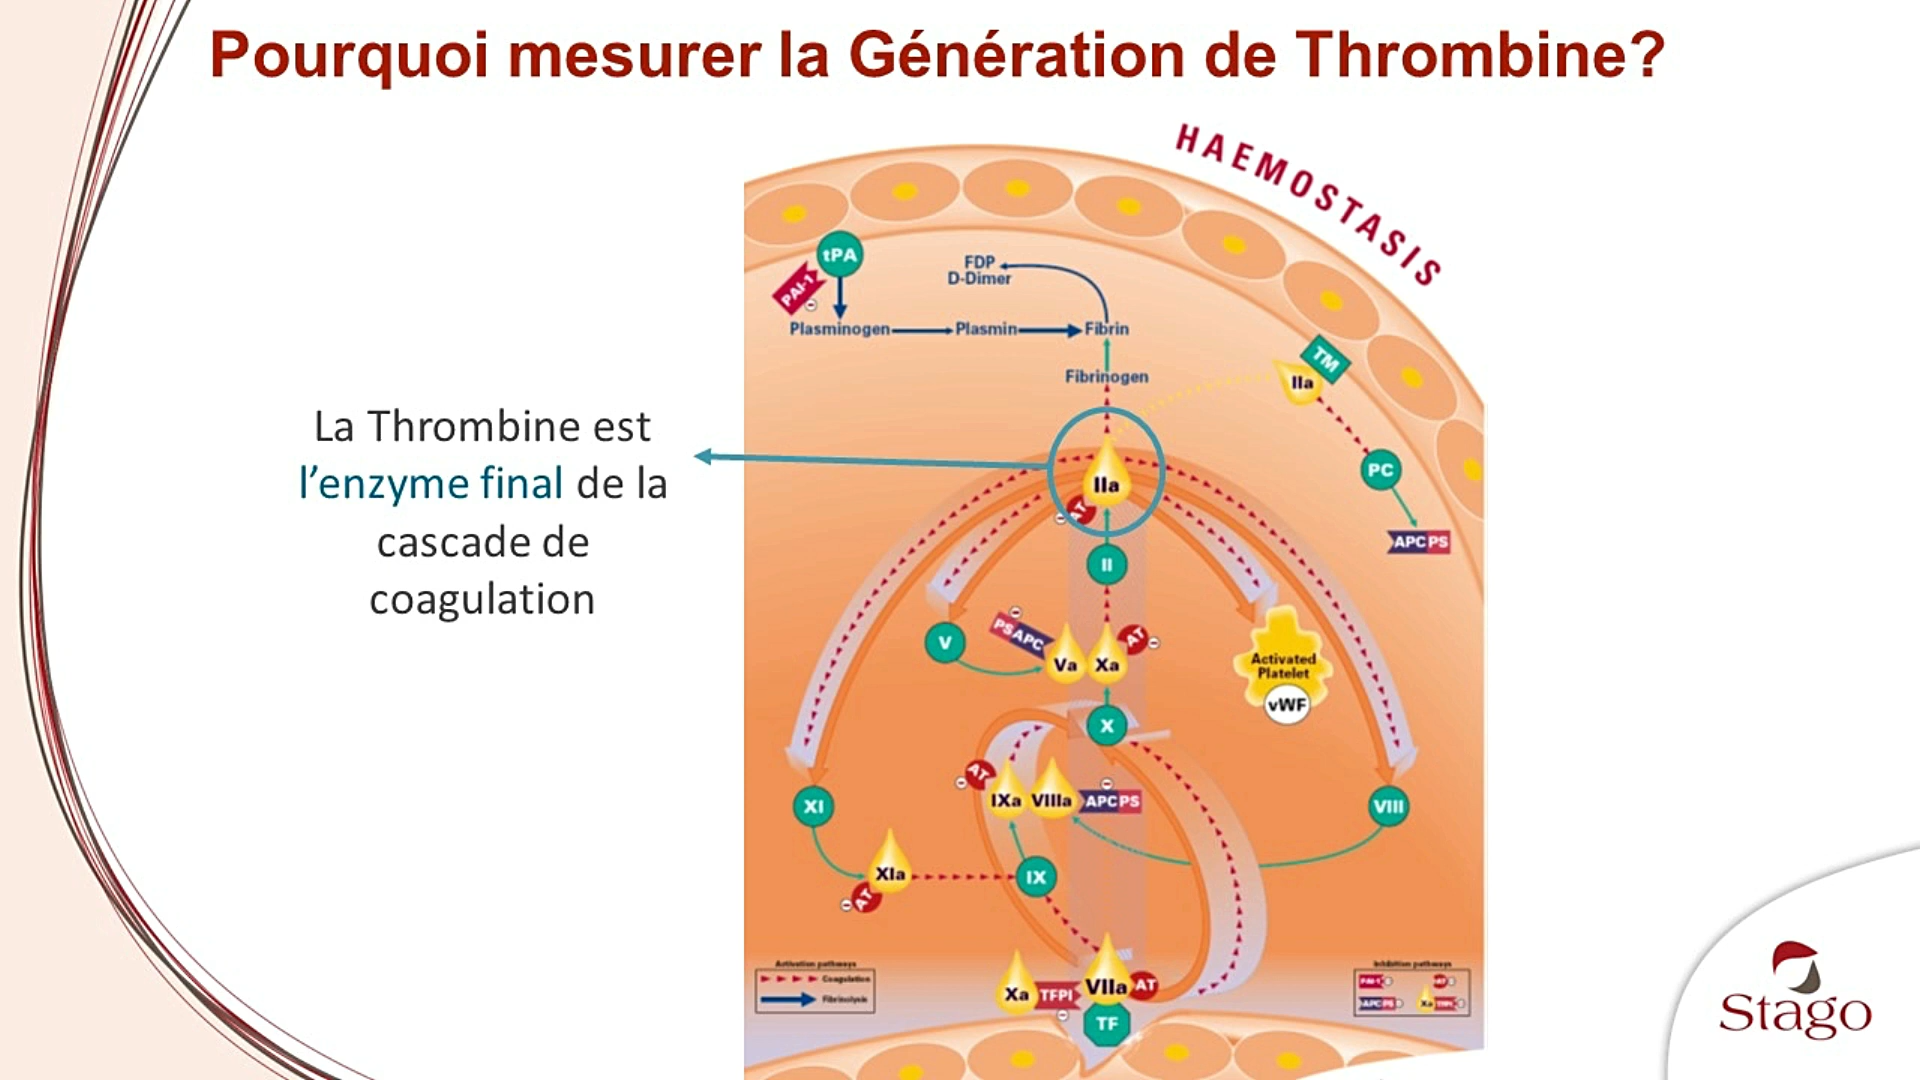 Pourquoi mesurer la Génération de Thrombine?
HAEMOSTASIS
tPA
PAI-1
FDP
D-Dimer
Plasminogen
Plasmin
Fibrin
Fibrinogen
TM
IIa
PC
APC PS
La Thrombine est
l’enzyme final de la
cascade de
coagulation
IIa
AT
II
V
PS APC
Va
Xa
AT
Activated
Platelet
vWF
X
AT
IXa
VIIIa
APC PS
XI
VIII
XIa
AT
IX
Activation pathways
Coagulation
Fibrinolysis
Xa
TFPI
VIIa
AT
TF
Inhibition pathways
PAI-1
AT
APC PS
Xa
Stago